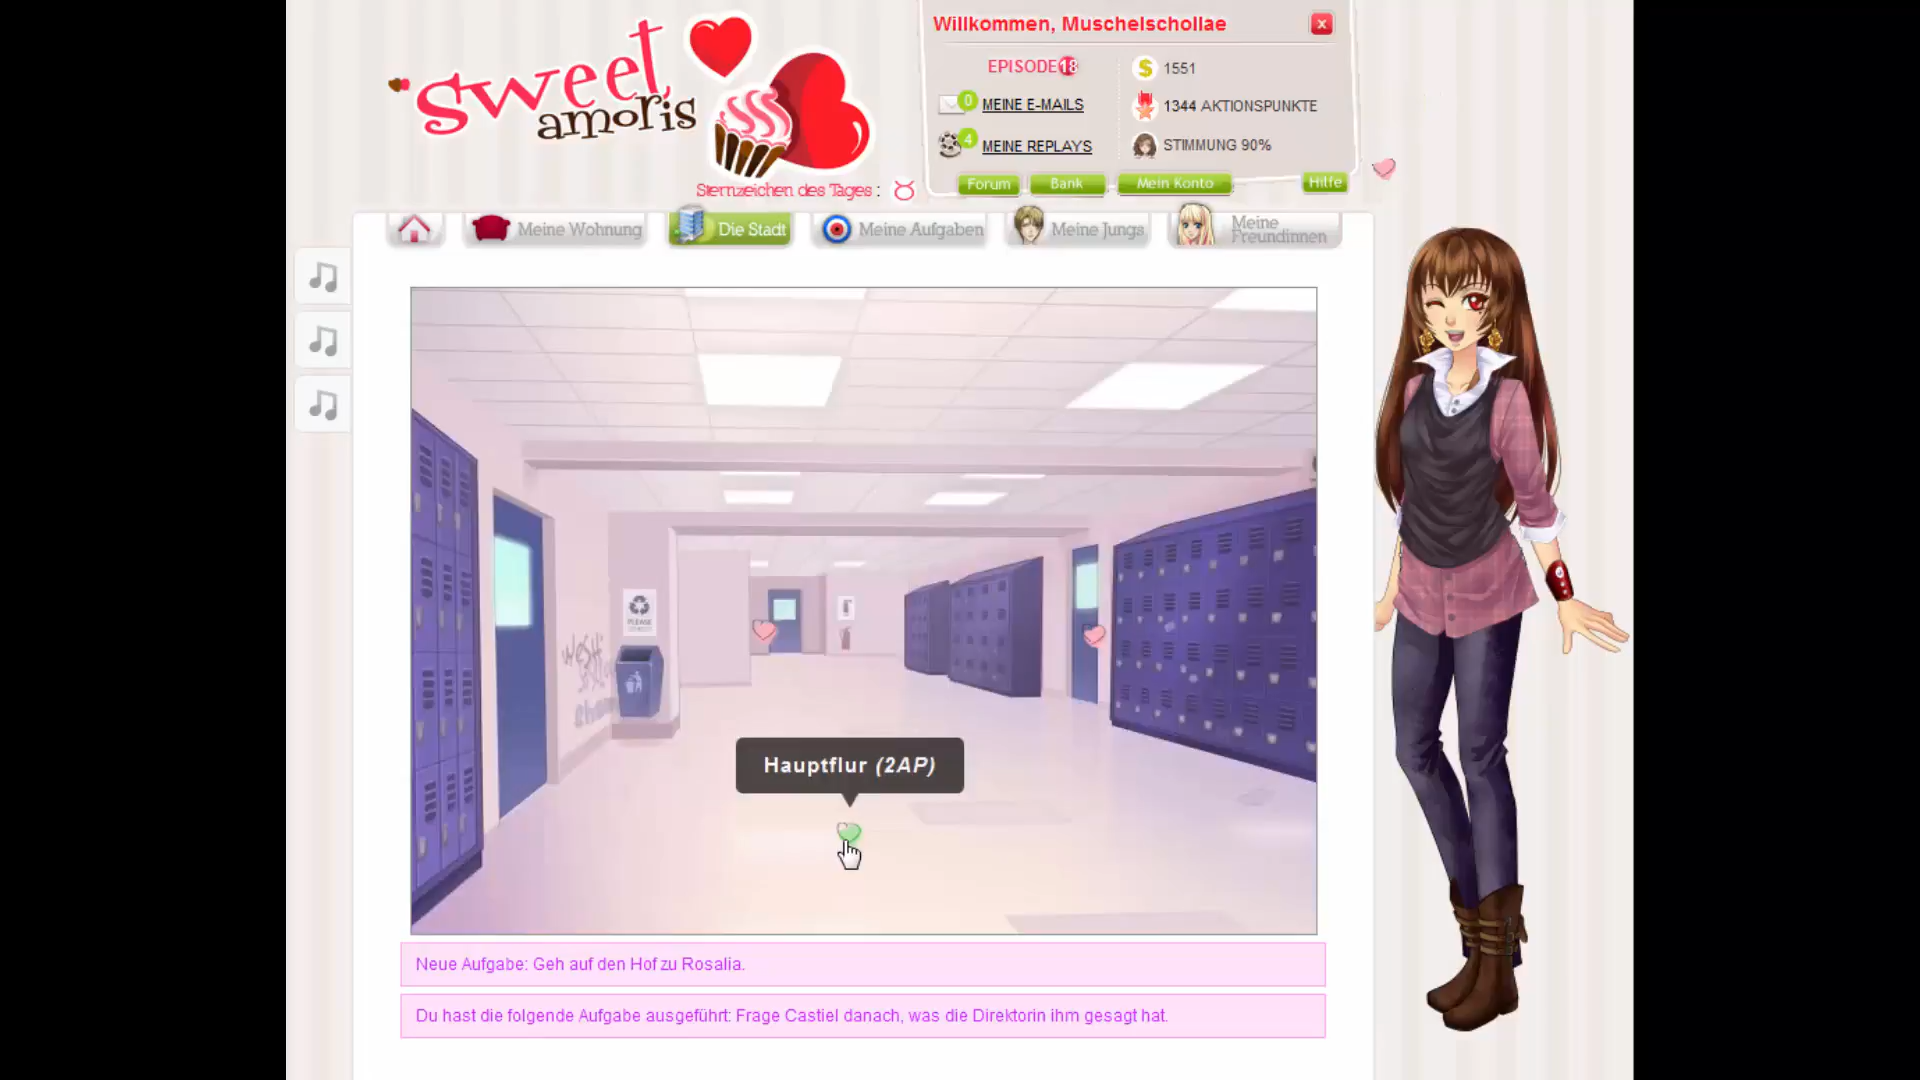 Sweet
amoris
Sternzeichen des Tages :
Willkommen, Muschelschollae
x
EPISODE 18
$ 1551
0 MEINE E-MAILS
1344 AKTIONSPUNKTE
4 MEINE REPLAYS
STIMMUNG 90%
Forum
Bank
Mein Konto
Hilfe
Meine Wohnung
Die Stadt
Meine Aufgaben
Meine Jungs
Meine
Freundinnen
PLEASE
Hauptflur (2AP)
Neue Aufgabe: Geh auf den Hof zu Rosalia.
Du hast die folgende Aufgabe ausgeführt: Frage Castiel danach, was die Direktorin ihm gesagt hat.